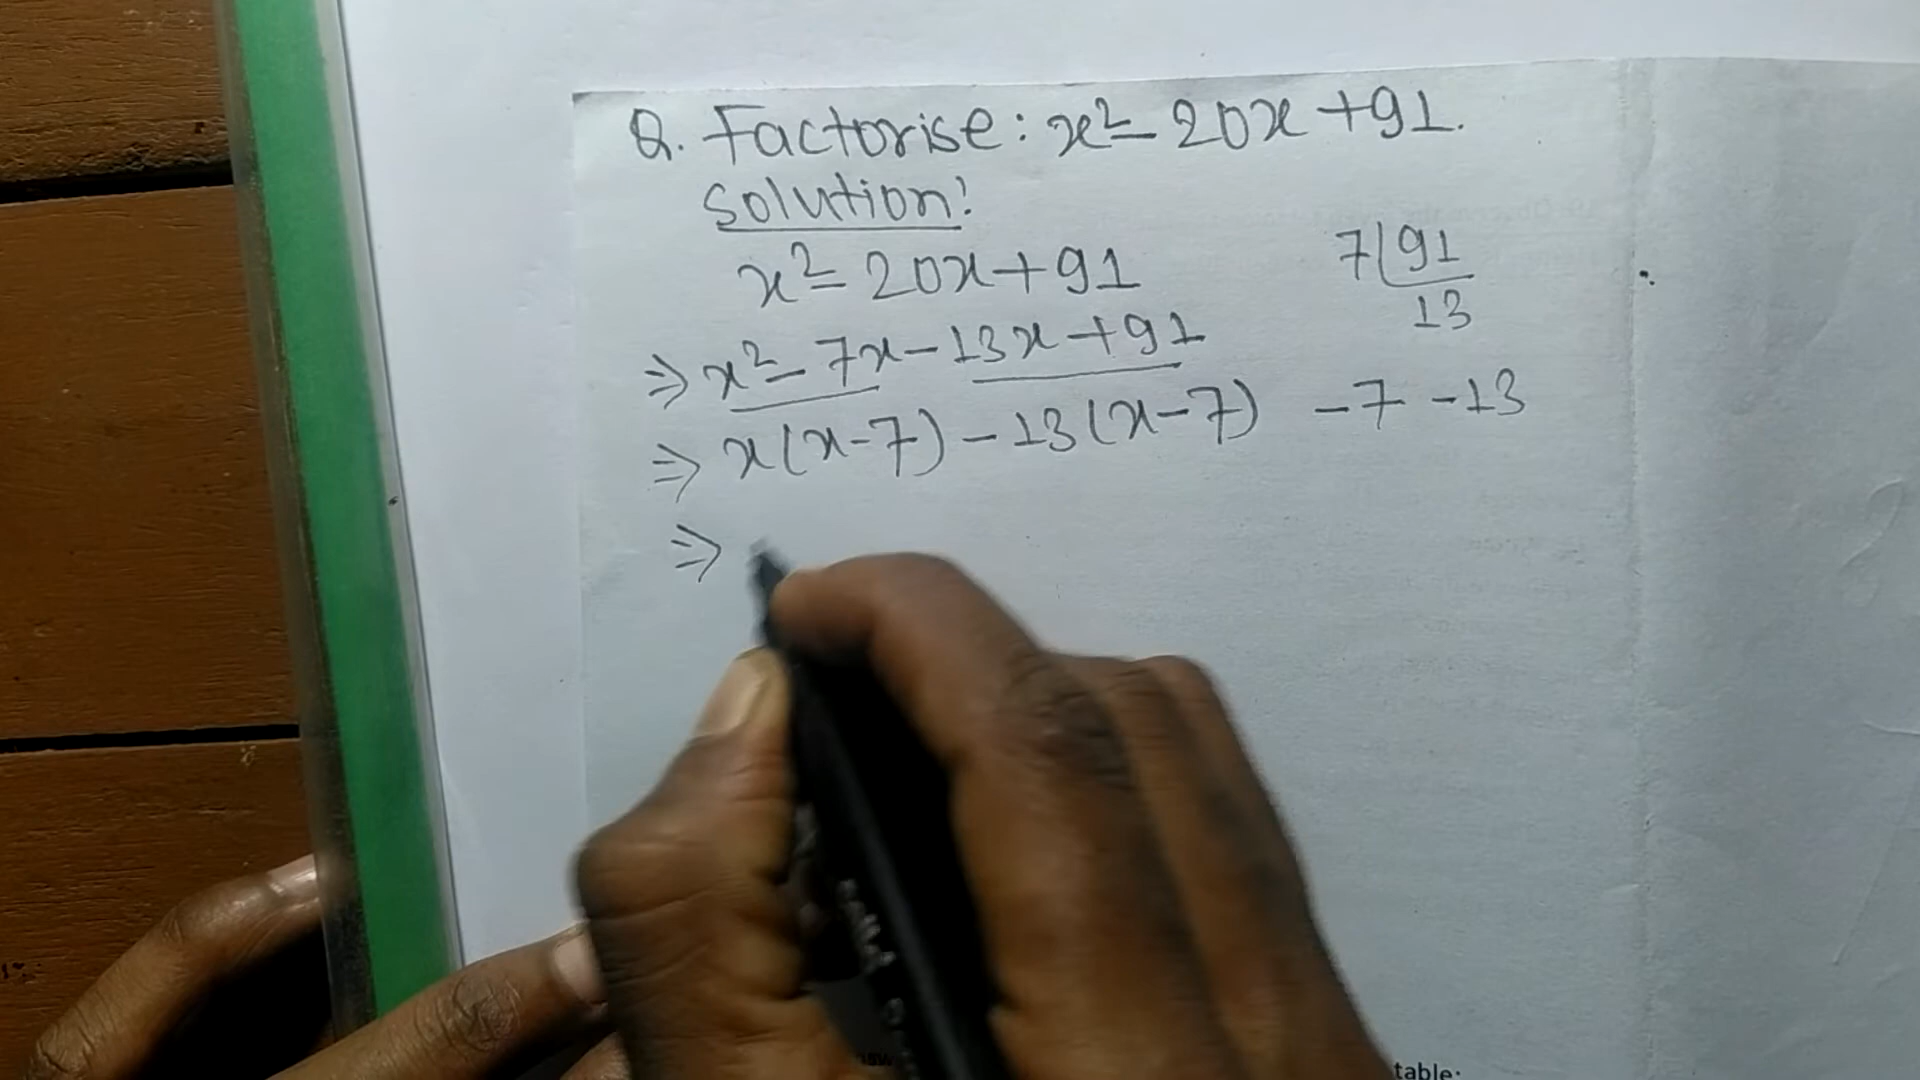 Q. Factorise: x² - 20x + 91.
Solution:
x² - 20x + 91
7 | 91
13
⇒ x² - 7x - 13x + 91
⇒ x(x-7) - 13(x-7)
-7 -13
⇒
table: